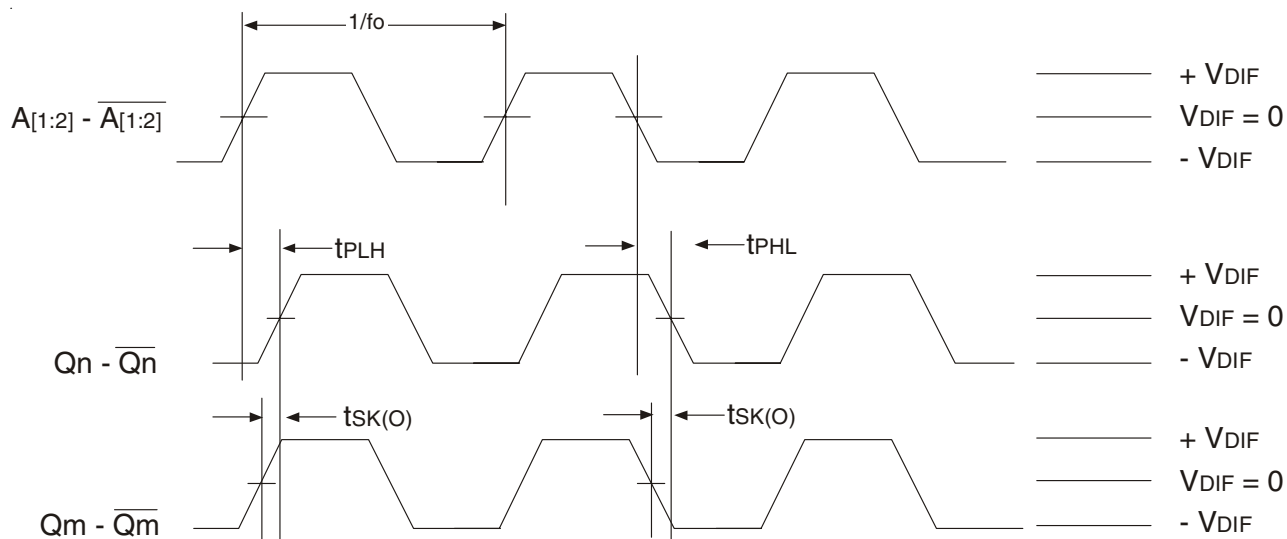 1/fo
+ VDIF
A[1:2] - A[1:2]
VDIF = 0
- VDIF
tPLH
tPHL
+ VDIF
VDIF = 0
Qn - Qn
- VDIF
tSK(O)
tSK(O)
+ VDIF
VDIF = 0
Qm - Qm
- VDIF